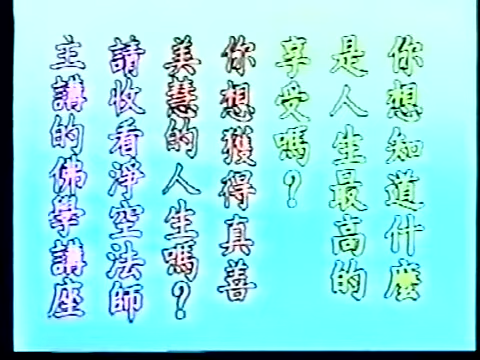 你想知道什麼
是人生最高的
享受嗎？
你想獲得真善
美慧的人生嗎？
請收看淨空法師
主講的佛學講座